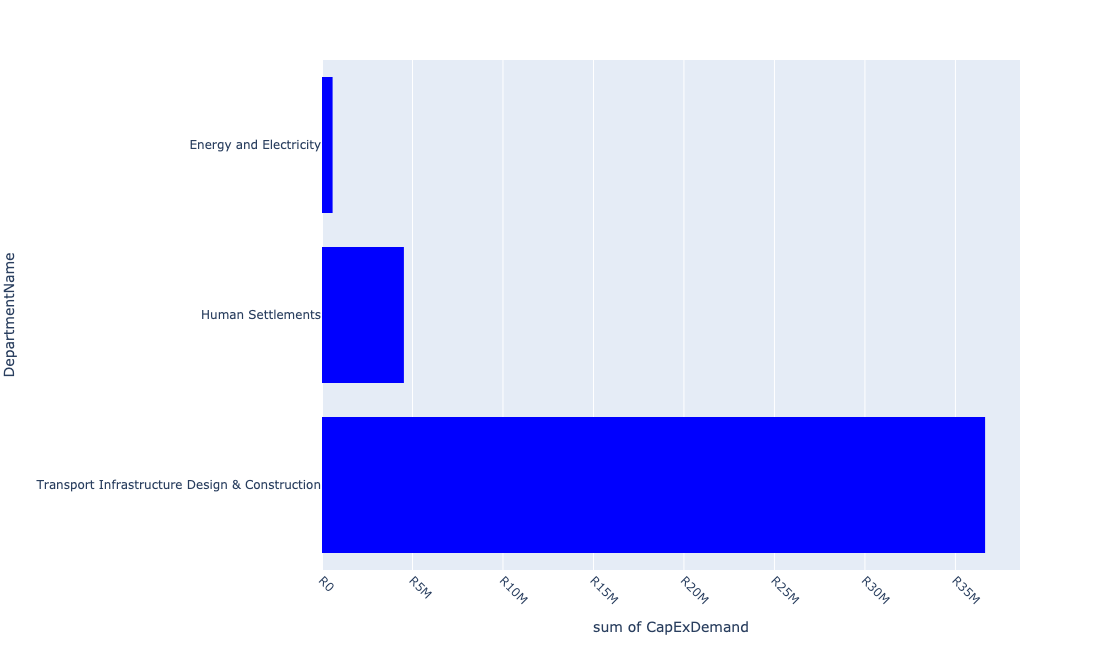 DepartmentName
Energy and Electricity
Human Settlements
Transport Infrastructure Design & Construction
R0
R5M
R10M
R15M
R20M
R25M
R30M
R35M
sum of CapExDemand